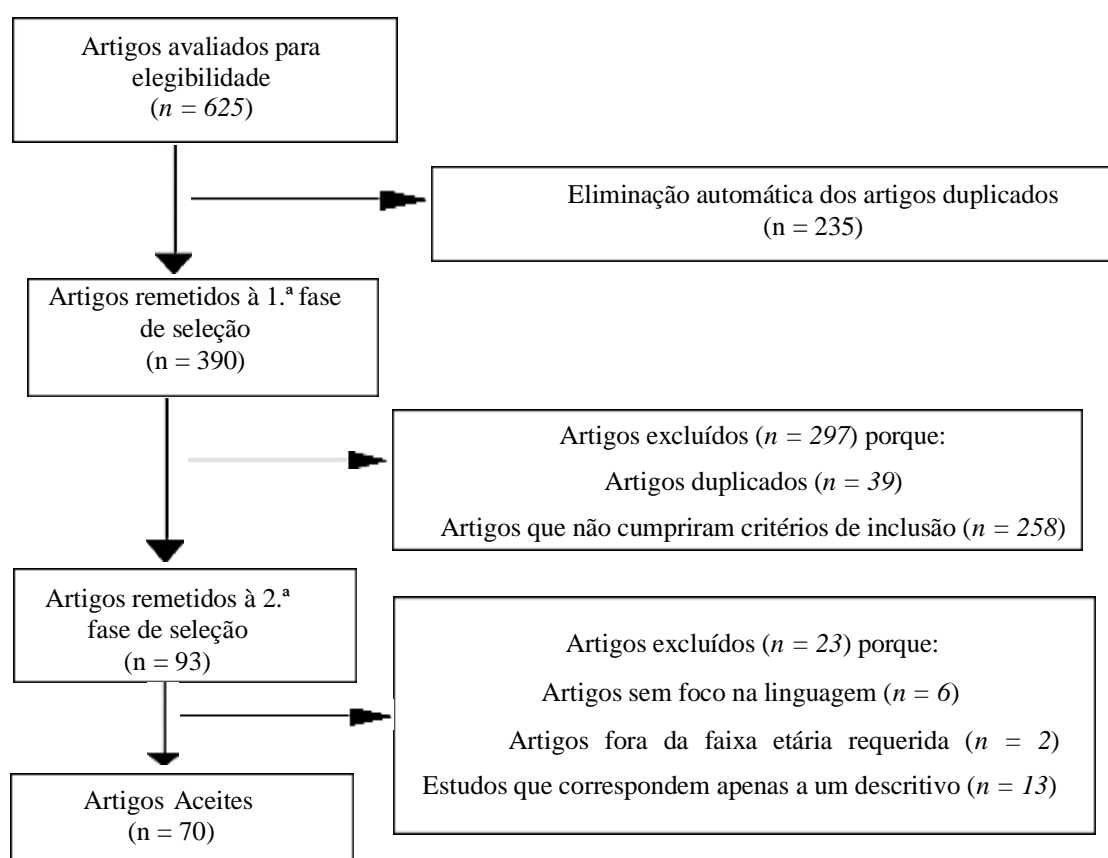 Artigos avaliados para
elegibilidade
(n = 625)
Eliminação automática dos artigos duplicados
(n = 235)
Artigos remetidos à 1.ª fase
de seleção
(n = 390)
Artigos excluídos (n = 297) porque:
Artigos duplicados (n = 39)
Artigos que não cumpriram critérios de inclusão (n = 258)
Artigos remetidos à 2.ª
fase de seleção
(n = 93)
Artigos excluídos (n = 23) porque:
Artigos sem foco na linguagem (n = 6)
Artigos fora da faixa etária requerida (n = 2)
Estudos que correspondem apenas a um descritivo (n = 13)
Artigos Aceites
(n = 70)